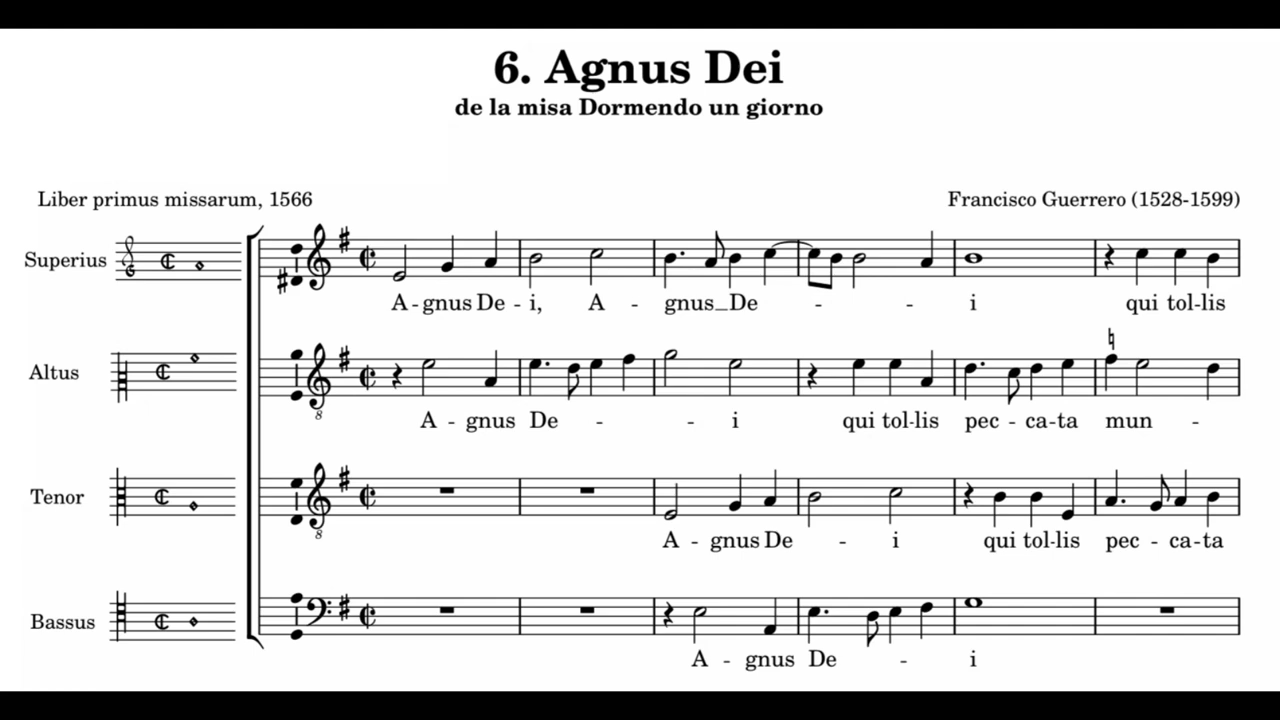 6. Agnus Dei
de la misa Dormendo un giorno
Liber primus missarum, 1566
Francisco Guerrero (1528-1599)
Superius
A - gnus De - i, A - gnus_De - - i qui tol-lis
Altus
8
A - gnus De - - i qui tol-lis pec - ca-ta mun -
Tenor
8
A - gnus De - i qui tol-lis pec - ca-ta
Bassus
A - gnus De - i